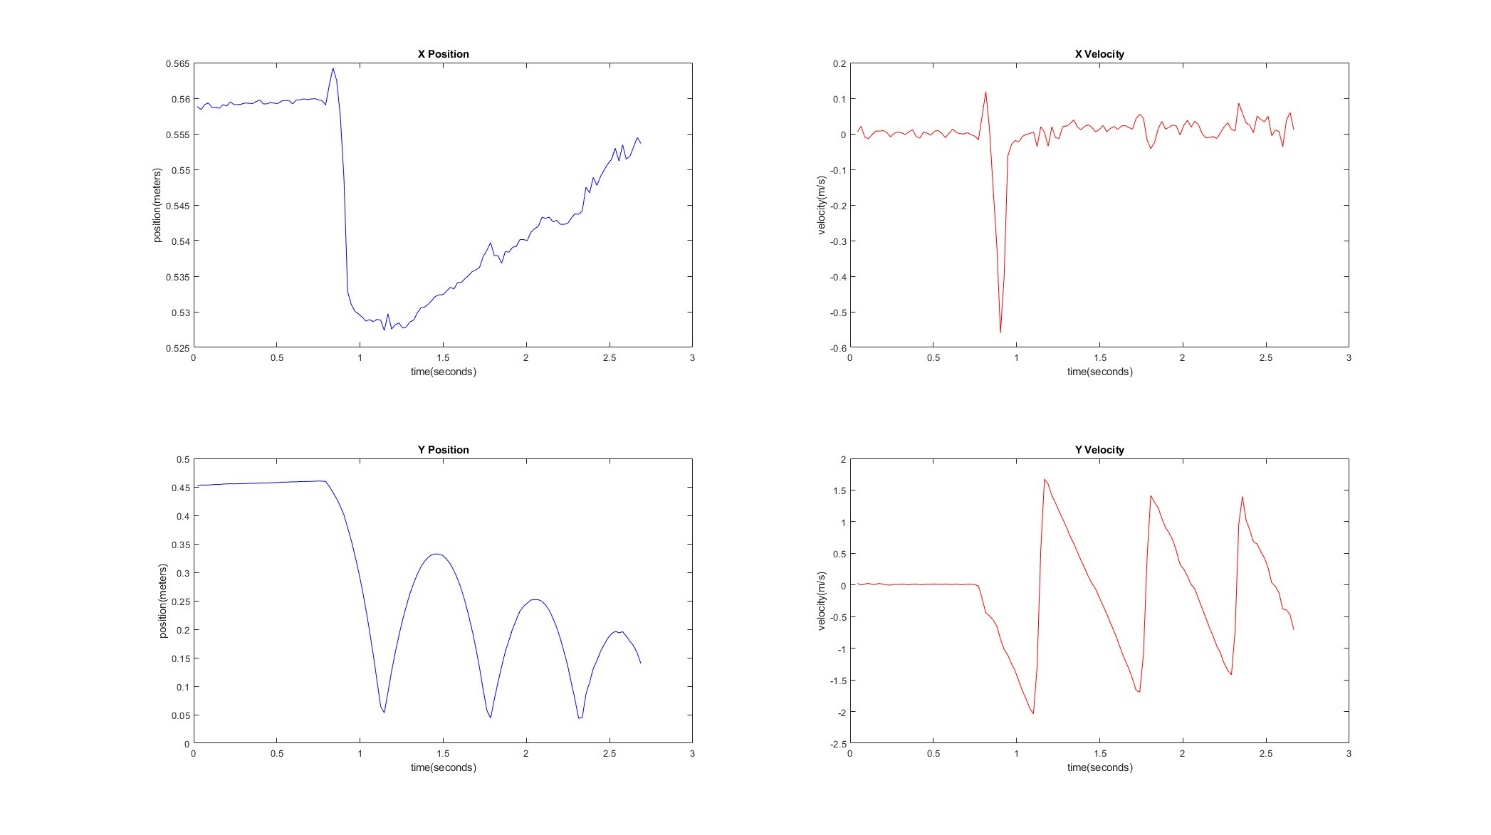 X Position
0.565
0.56
0.555
0.55
0.545
0.54
0.535
0.53
0.525
position(meters)
0 0.5 1 1.5 2 2.5 3
time(seconds)
X Velocity
0.2
0.1
0
-0.1
-0.2
-0.3
-0.4
-0.5
-0.6
velocity(m/s)
0 0.5 1 1.5 2 2.5 3
time(seconds)
Y Position
0.5
0.45
0.4
0.35
0.3
0.25
0.2
0.15
0.1
0.05
0
position(meters)
0 0.5 1 1.5 2 2.5 3
time(seconds)
Y Velocity
2
1.5
1
0.5
0
-0.5
-1
-1.5
-2
-2.5
velocity(m/s)
0 0.5 1 1.5 2 2.5 3
time(seconds)